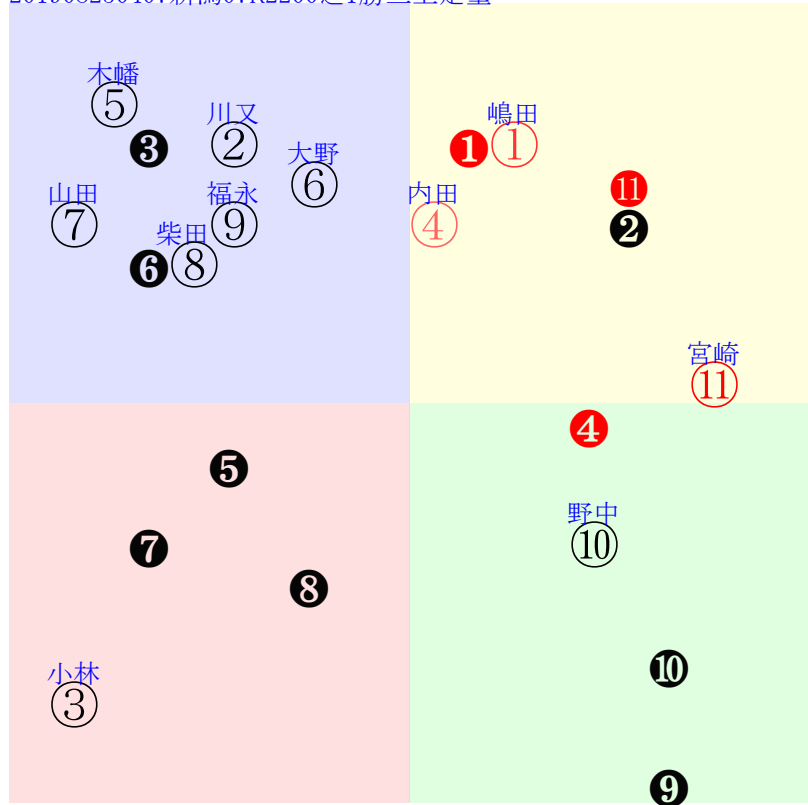 木幡
⑤
川又
嶋田
❸
②
❶
①
大野
⑥
山田
福永
内田
⓫
⑦
⑨
④
❷
柴田
⑧
❻
宮崎
⑪
❹
❺
野中
⑩
❼
❽
小林
③
❿
❾